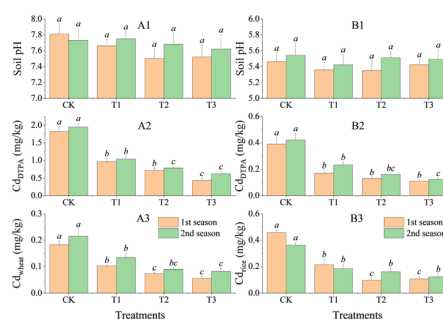 A1
B1
Soil pH
8.0
7.8
7.6
7.4
7.2
7.0
a a a a a a a a
CK T1 T2 T3
Soil pH
6.0
5.8
5.6
5.4
5.2
5.0
a a a a a a a a
CK T1 T2 T3
A2
B2
Cd_DTPA (mg/kg)
2.0
1.5
1.0
0.5
0.0
a a b b b c c c
CK T1 T2 T3
Cd_DTPA (mg/kg)
0.6
0.4
0.2
0.0
a a b b b bc b c
CK T1 T2 T3
A3
B3
Cd_wheat (mg/kg)
0.3
0.2
0.1
0.0
a a b b c bc c c
CK T1 T2 T3
1st season
2nd season
Cd_rice (mg/kg)
0.6
0.4
0.2
0.0
a a b b c b c c
CK T1 T2 T3
1st season
2nd season
Treatments
Treatments